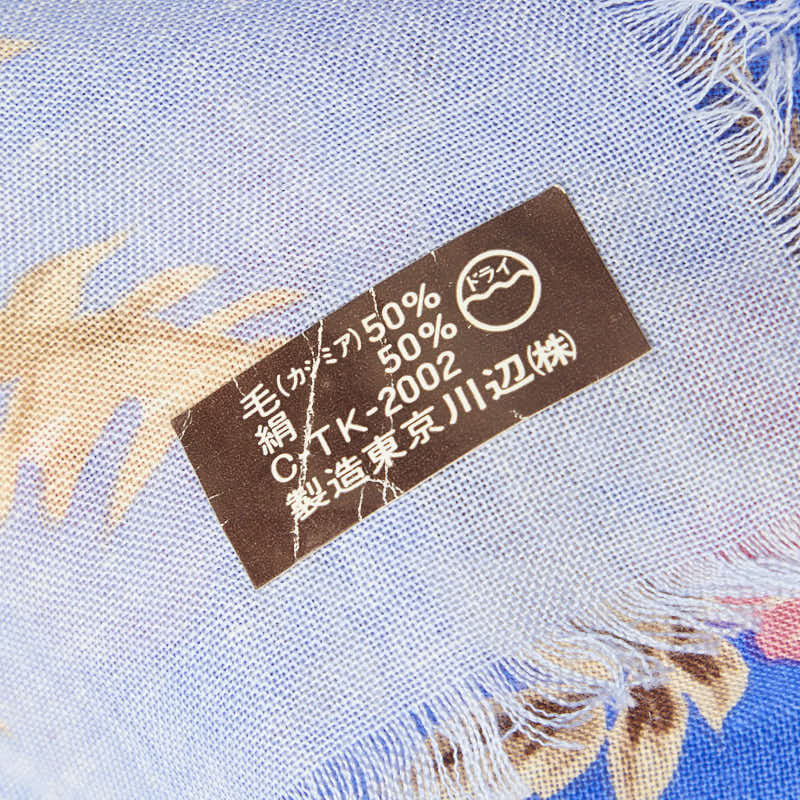 ドライ
毛(カシミア)50%
絹 50%
C-TK-2002
製造東京川辺(株)